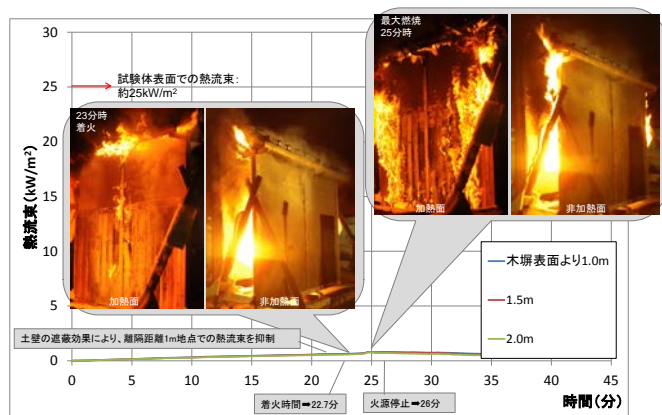 30
25
20
15
10
5
0
熱流束(kW/m²)
試験体表面での熱流束:
約25kW/m²
23分時
着火
加熱面
非加熱面
最大燃焼
25分時
加熱面
非加熱面
木塀表面より1.0m
1.5m
2.0m
土壁の遮蔽効果により、離隔距離1m地点での熱流束を抑制
0
5
10
15
20
25
30
35
40
45
着火時間➡22.7分
火源停止➡26分
時間(分)